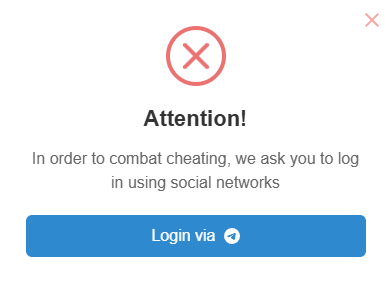 Attention!
In order to combat cheating, we ask you to log
in using social networks
Login via